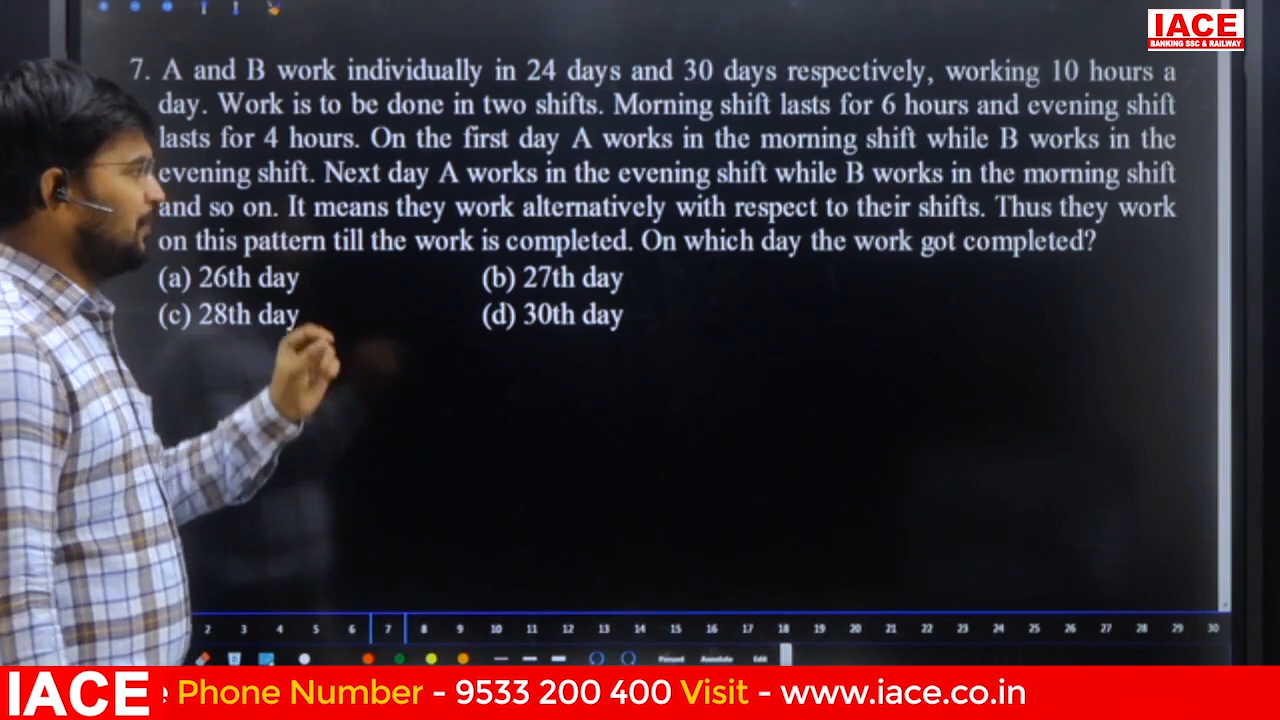 IACE
BANKING SSC & RAILWAY
7. A and B work individually in 24 days and 30 days respectively, working 10 hours a
day. Work is to be done in two shifts. Morning shift lasts for 6 hours and evening shift
lasts for 4 hours. On the first day A works in the morning shift while B works in the
evening shift. Next day A works in the evening shift while B works in the morning shift
and so on. It means they work alternatively with respect to their shifts. Thus they work
on this pattern till the work is completed. On which day the work got completed?
(a) 26th day (b) 27th day
(c) 28th day (d) 30th day
2 3 4 5 6 7 8 9 10 11 12 13 14 15 16 17 18 19 20 21 22 23 24 25 26 27 28 29 30
Annotate Edit
IACE e Phone Number - 9533 200 400 Visit - www.iace.co.in